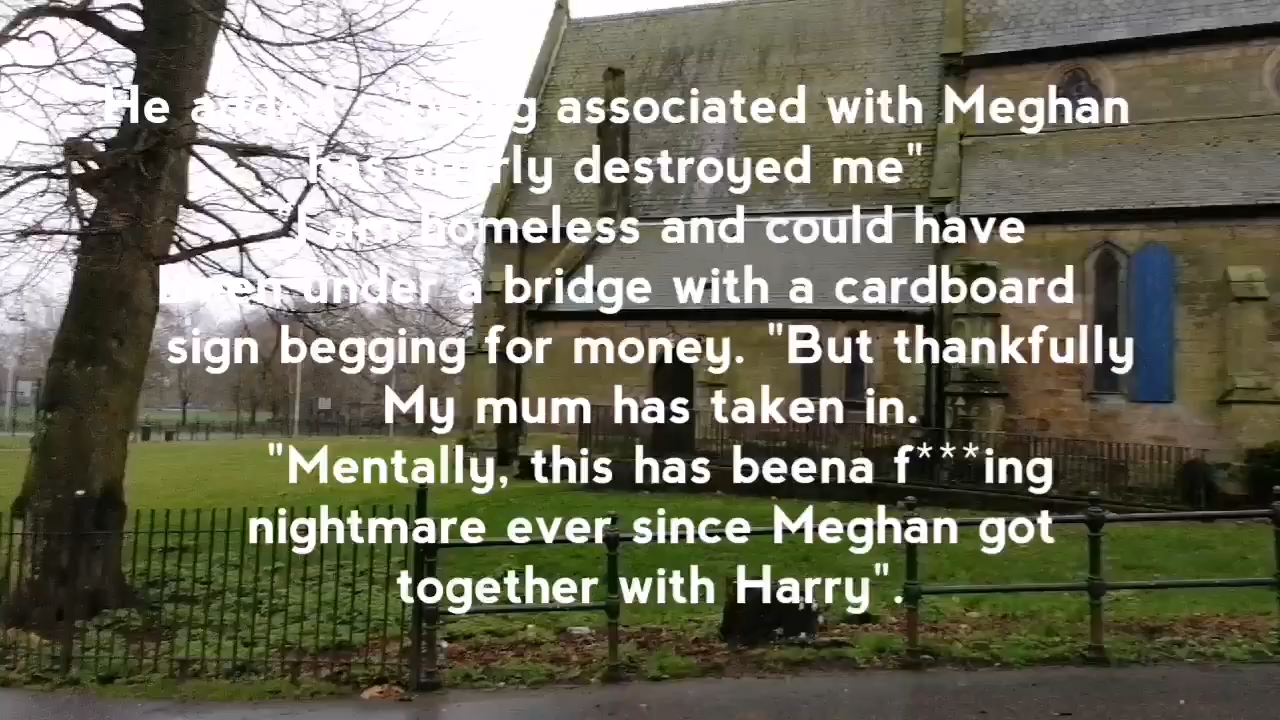 He added "being associated with Meghan
has nearly destroyed me"
"I am homeless and could have
been under a bridge with a cardboard
sign begging for money. "But thankfully
My mum has taken in.
"Mentally, this has beena f***ing
nightmare ever since Meghan got
together with Harry".